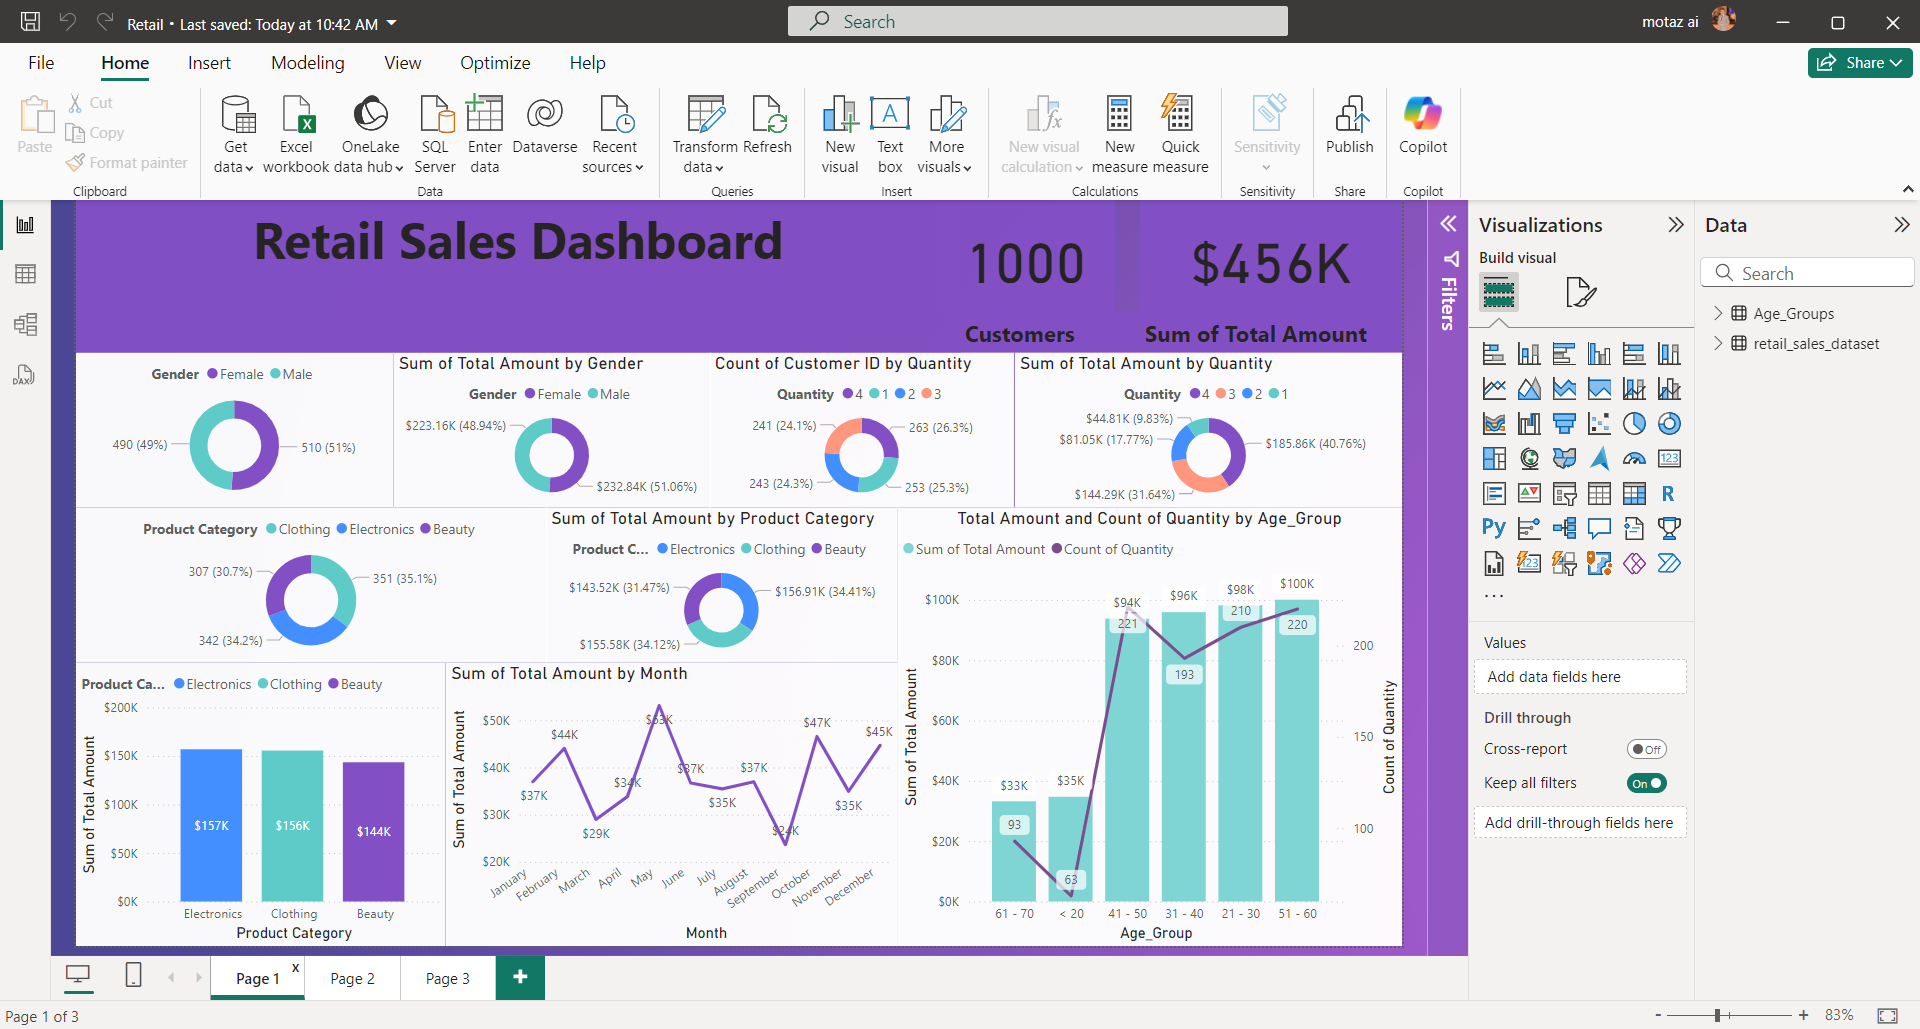 Retail • Last saved: Today at 10:42 AM
Search
motaz ai
File Home Insert Modeling View Optimize Help
Share
Paste
Cut
Copy
Format painter
Clipboard
Get data
Excel workbook
OneLake data hub
SQL Server
Enter data
Dataverse
Recent sources
Data
Transform data
Refresh
Queries
New visual
A
Text box
More visuals
Insert
New visual calculation
New measure
Quick measure
Calculations
Sensitivity
Sensitivity
Publish
Share
Copilot
Copilot
DAX
Retail Sales Dashboard
1000
Customers
$456K
Sum of Total Amount
Filters
Gender Female Male
490 (49%)
510 (51%)
Sum of Total Amount by Gender
Gender Female Male
$223.16K (48.94%)
$232.84K (51.06%)
Count of Customer ID by Quantity
Quantity 4 1 2 3
241 (24.1%)
263 (26.3%)
243 (24.3%)
253 (25.3%)
Sum of Total Amount by Quantity
Quantity 4 3 2 1
$44.81K (9.83%)
$81.05K (17.77%)
$185.86K (40.76%)
$144.29K (31.64%)
Product Category Clothing Electronics Beauty
307 (30.7%)
351 (35.1%)
342 (34.2%)
Sum of Total Amount by Product Category
Product C... Electronics Clothing Beauty
$143.52K (31.47%)
$156.91K (34.41%)
$155.58K (34.12%)
Total Amount and Count of Quantity by Age_Group
Sum of Total Amount Count of Quantity
$100K
$80K
$60K
$40K
$20K
$0K
Sum of Total Amount
$33K
$35K
$94K
$96K
$98K
$100K
93
63
221
193
210
220
200
150
100
Count of Quantity
61 - 70 < 20 41 - 50 31 - 40 21 - 30 51 - 60
Age_Group
Product Ca... Electronics Clothing Beauty
$200K
$150K
$100K
$50K
$0K
Sum of Total Amount
$157K
$156K
$144K
Electronics Clothing Beauty
Product Category
Sum of Total Amount by Month
$50K
$40K
$30K
$20K
Sum of Total Amount
$37K
$44K
$29K
$34K
$53K
$37K
$35K
$37K
$24K
$47K
$35K
$45K
January February March April May June July August September October November December
Month
Visualizations
Build visual
123
R
Py
123
...
Values
Add data fields here
Drill through
Cross-report Off
Keep all filters On
Add drill-through fields here
Data
Search
Age_Groups
retail_sales_dataset
Page 1 x
Page 2
Page 3
+
Page 1 of 3
- + 83%